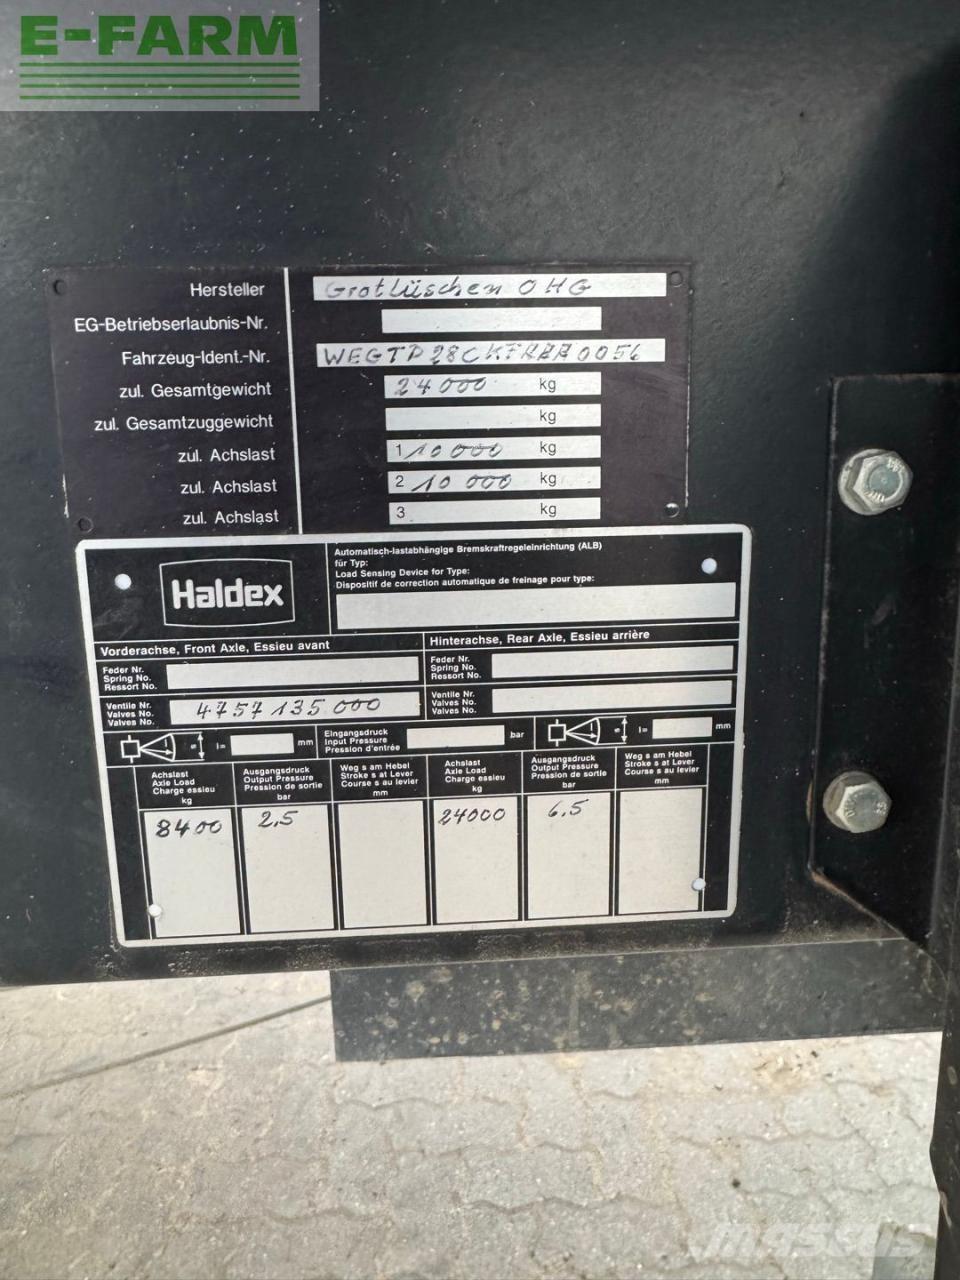 E-FARM
Hersteller Grotlüschen OHG
EG-Betriebserlaubnis-Nr.
Fahrzeug-Ident.-Nr.
zul. Gesamtgewicht 24000 kg
zul. Gesamtzuggewicht kg
zul. Achslast 1 10000 kg
zul. Achslast 2 10000 kg
zul. Achslast 3 kg
Haldex
Automatisch-lastabhängige Bremskraftregeleinrichtung (ALB)
für Typ:
Load Sensing Device for Type:
Dispositif de correction automatique de freinage pour type:
Vorderachse, Front Axle, Essieu avant
Hinterachse, Rear Axle, Essieu arrière
Feder Nr.
Spring No.
Ressort No.
Feder Nr.
Spring No.
Ressort No.
Ventile Nr.
Valves No.
Valves No.
4757135000
Ventile Nr.
Valves No.
Valves No.
s l= mm
Eingangsdruck
Input Pressure
Pression d'entrée
bar
s l= mm
Achslast
Axle Load
Charge essieu
kg
Ausgangsdruck
Output Pressure
Pression de sortie
bar
Weg s am Hebel
Stroke s at Lever
Course s au levier
mm
Achslast
Axle Load
Charge essieu
kg
Ausgangsdruck
Output Pressure
Pression de sortie
bar
Weg s am Hebel
Stroke s at Lever
Course s au levier
mm
8400 2,5 24000 6,5
mascus